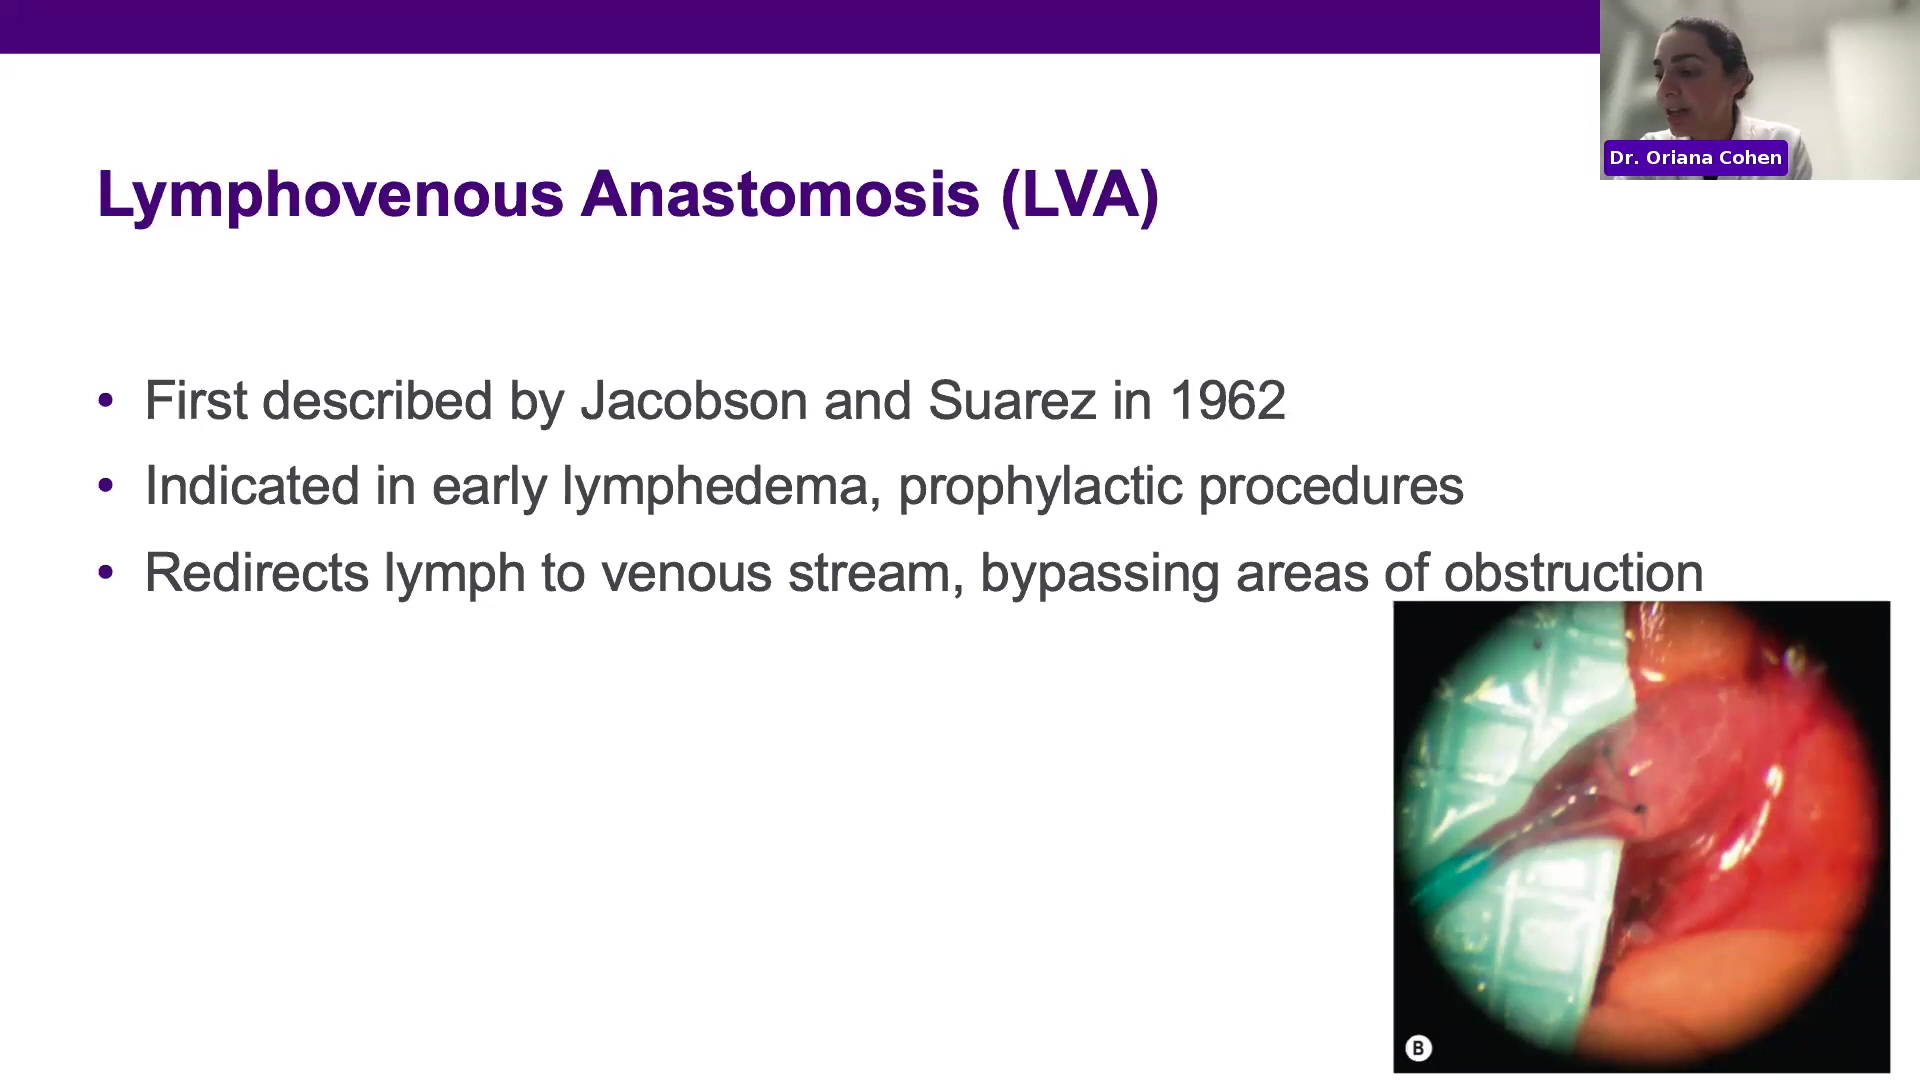 Dr. Oriana Cohen
Lymphovenous Anastomosis (LVA)
• First described by Jacobson and Suarez in 1962
• Indicated in early lymphedema, prophylactic procedures
• Redirects lymph to venous stream, bypassing areas of obstruction
B